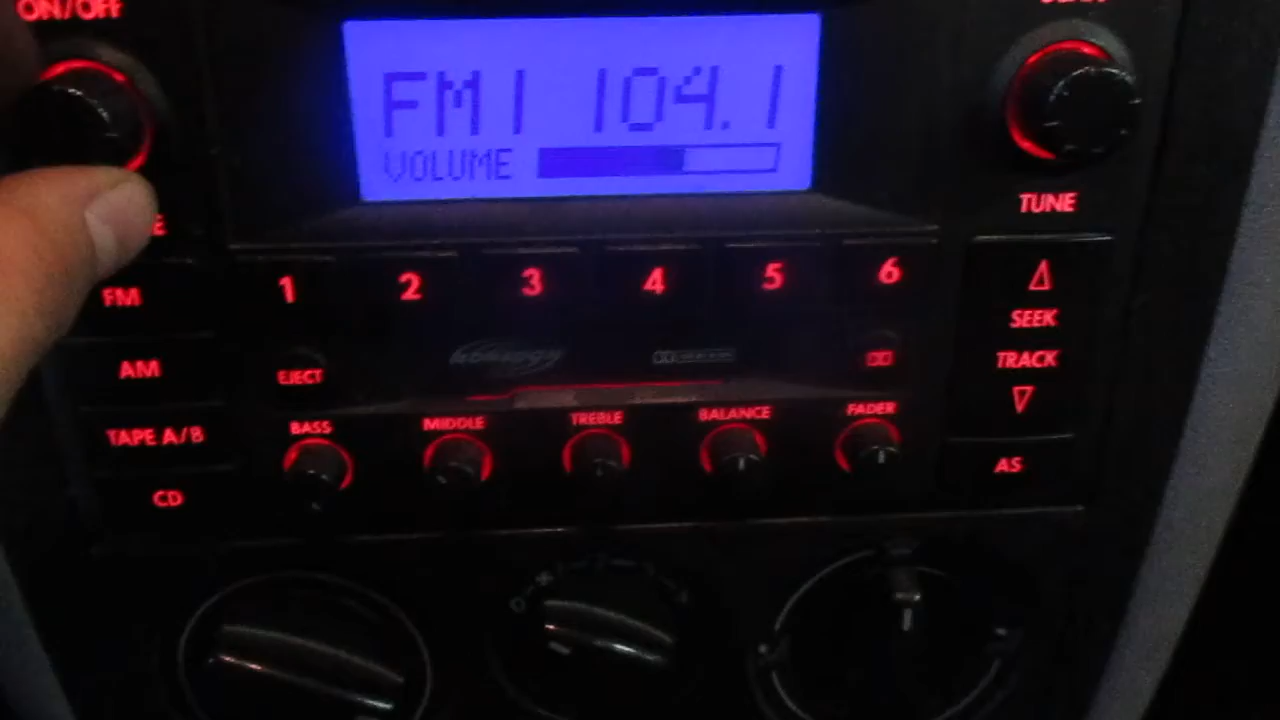 ON/OFF
FM1 104.1
VOLUME
TUNE
FM
1 2 3 4 5 6
SEEK
AM
EJECT
TRACK
TAPE A/B
BASS
MIDDLE
TREBLE
BALANCE
FADER
CD
AS